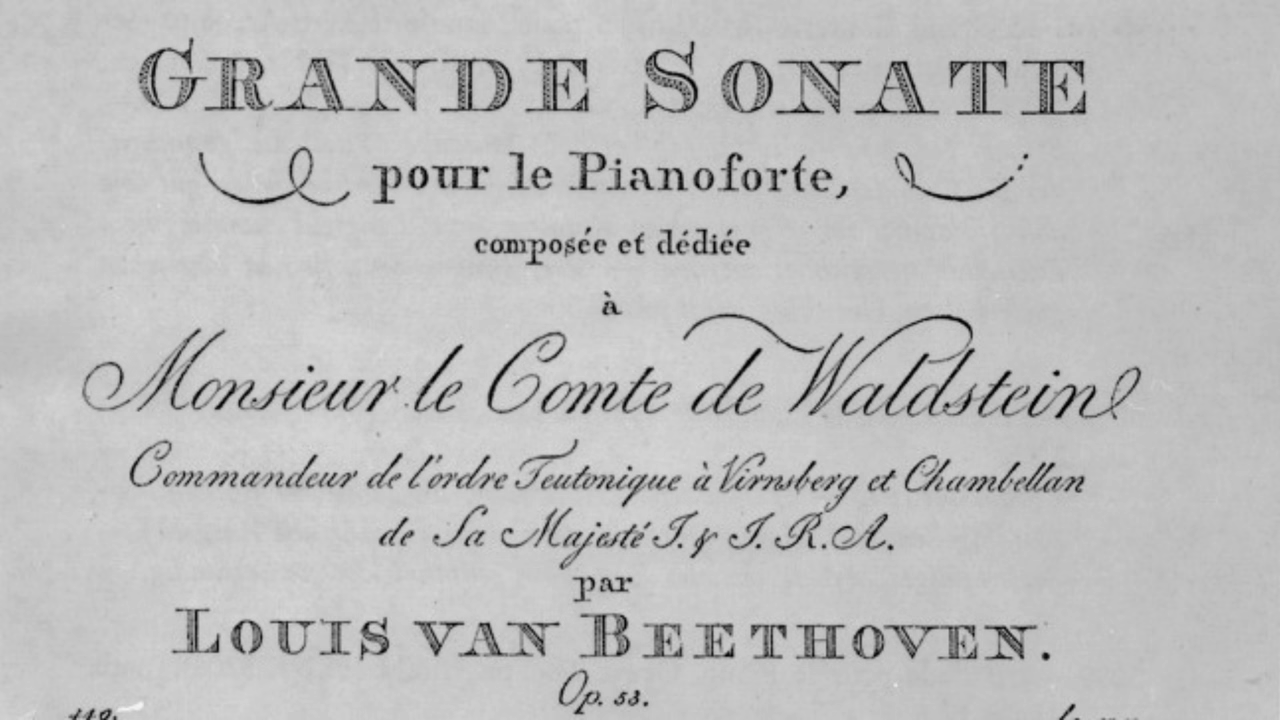 GRANDE SONATE
pour le Pianoforte,
composée et dédiée
à
Monsieur le Comte de Waldstein
Commandeur de l'ordre Teutonique à Virnsberg et Chambellan
de Sa Majesté J. & J. R. A.
par
LOUIS VAN BEETHOVEN.
Op. 53.